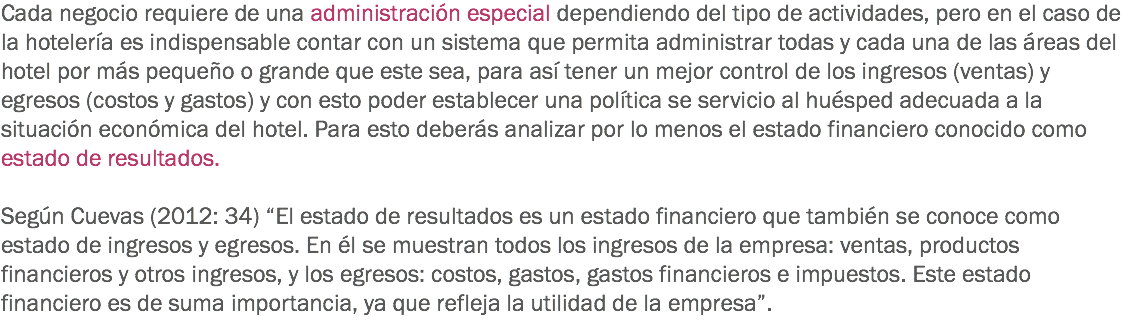 Cada negocio requiere de una administración especial dependiendo del tipo de actividades, pero en el caso de
la hotelería es indispensable contar con un sistema que permita administrar todas y cada una de las áreas del
hotel por más pequeño o grande que este sea, para así tener un mejor control de los ingresos (ventas) y
egresos (costos y gastos) y con esto poder establecer una política se servicio al huésped adecuada a la
situación económica del hotel. Para esto deberás analizar por lo menos el estado financiero conocido como
estado de resultados.
Según Cuevas (2012: 34) “El estado de resultados es un estado financiero que también se conoce como
estado de ingresos y egresos. En él se muestran todos los ingresos de la empresa: ventas, productos
financieros y otros ingresos, y los egresos: costos, gastos, gastos financieros e impuestos. Este estado
financiero es de suma importancia, ya que refleja la utilidad de la empresa”.